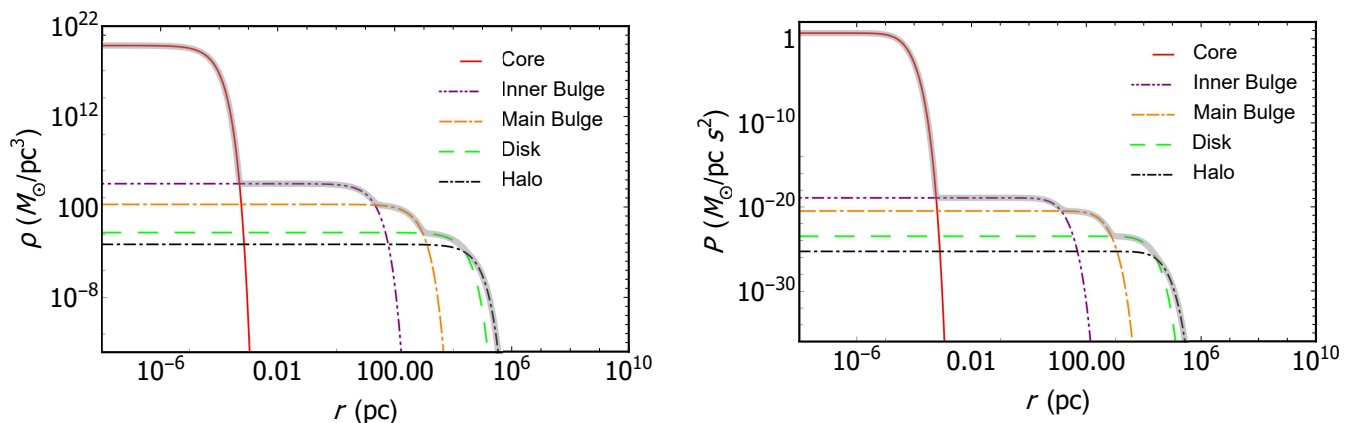 10^22
10^12
100
10^-8
ρ (M⊙/pc^3)
Core
Inner Bulge
Main Bulge
Disk
Halo
10^-6
0.01
100.00
10^6
10^10
r (pc)
1
10^-10
10^-20
10^-30
P (M⊙/pc s^2)
Core
Inner Bulge
Main Bulge
Disk
Halo
10^-6
0.01
100.00
10^6
10^10
r (pc)